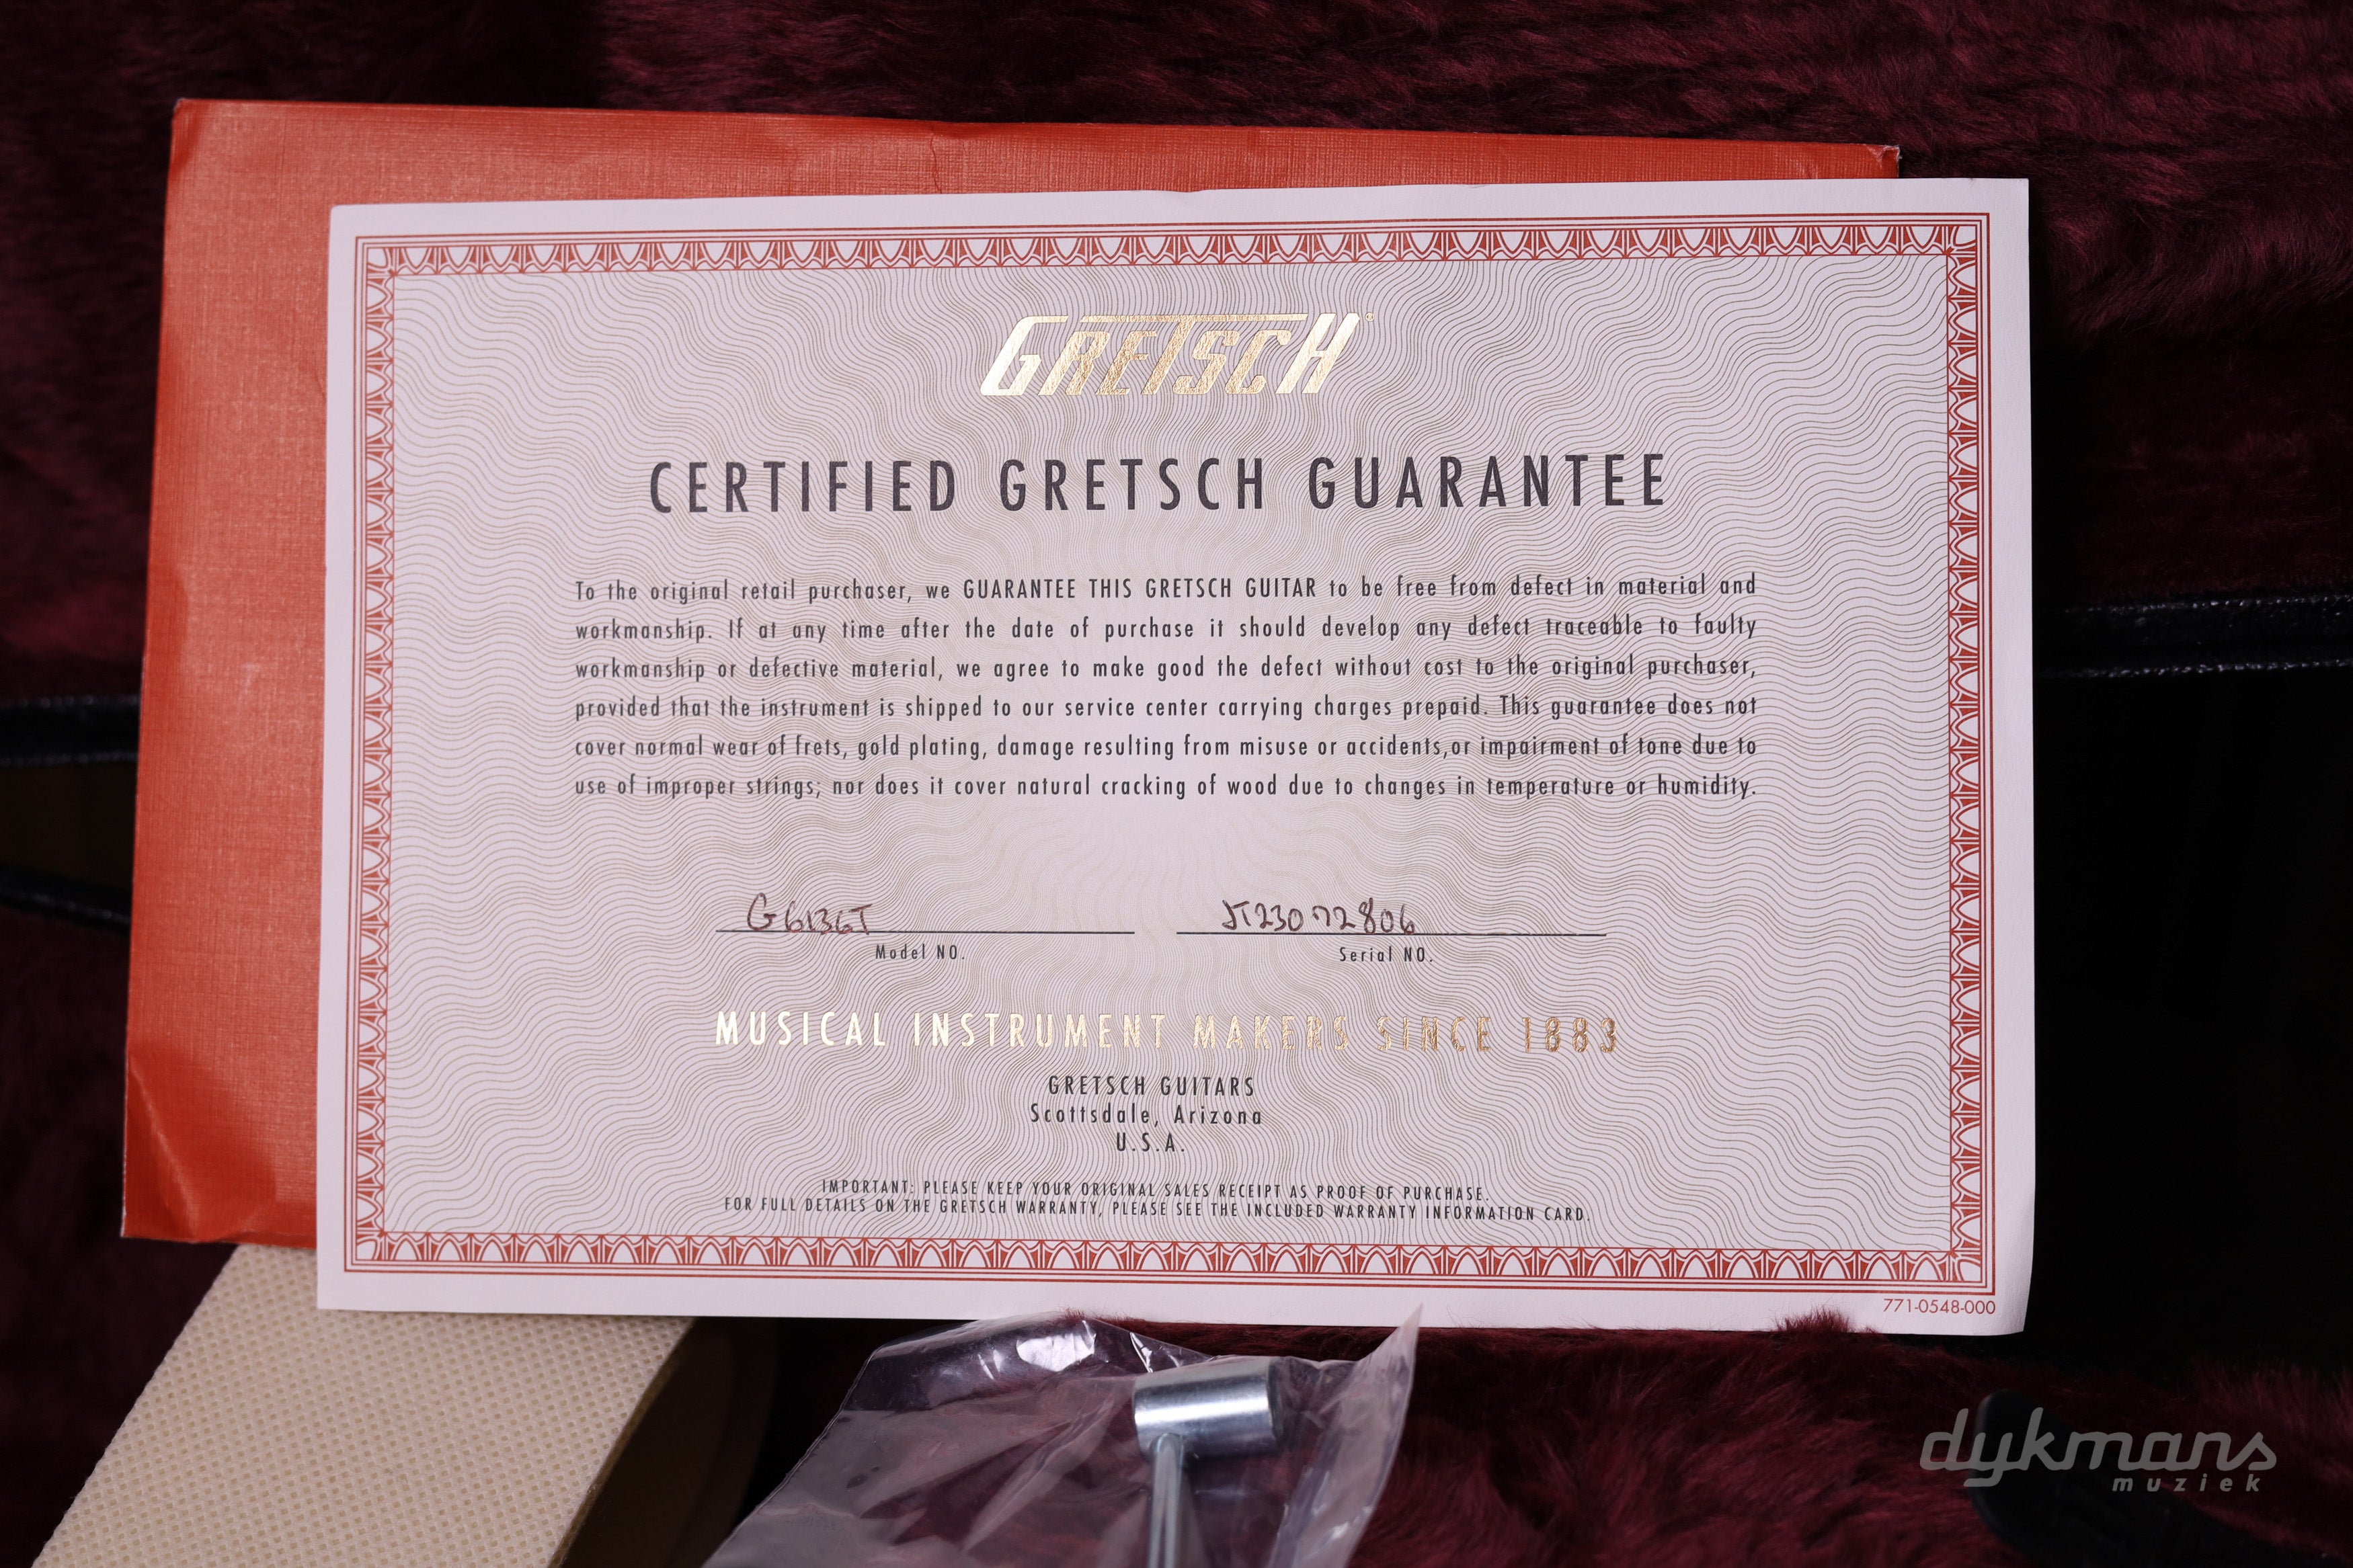 GRETSCH®
CERTIFIED GRETSCH GUARANTEE
To the original retail purchaser, we GUARANTEE THIS GRETSCH GUITAR to be free from defect in material and
workmanship. If at any time after the date of purchase it should develop any defect traceable to faulty
workmanship or defective material, we agree to make good the defect without cost to the original purchaser,
provided that the instrument is shipped to our service center carrying charges prepaid. This guarantee does not
cover normal wear of frets, gold plating, damage resulting from misuse or accidents,or impairment of tone due to
use of improper strings; nor does it cover natural cracking of wood due to changes in temperature or humidity.
G6136T JT23072806
Model NO. Serial NO.
MUSICAL INSTRUMENT MAKERS SINCE 1883
GRETSCH GUITARS
Scottsdale, Arizona
U.S.A.
IMPORTANT: PLEASE KEEP YOUR ORIGINAL SALES RECEIPT AS PROOF OF PURCHASE.
FOR FULL DETAILS ON THE GRETSCH WARRANTY, PLEASE SEE THE INCLUDED WARRANTY INFORMATION CARD.
771-0548-000
dykmans
muziek